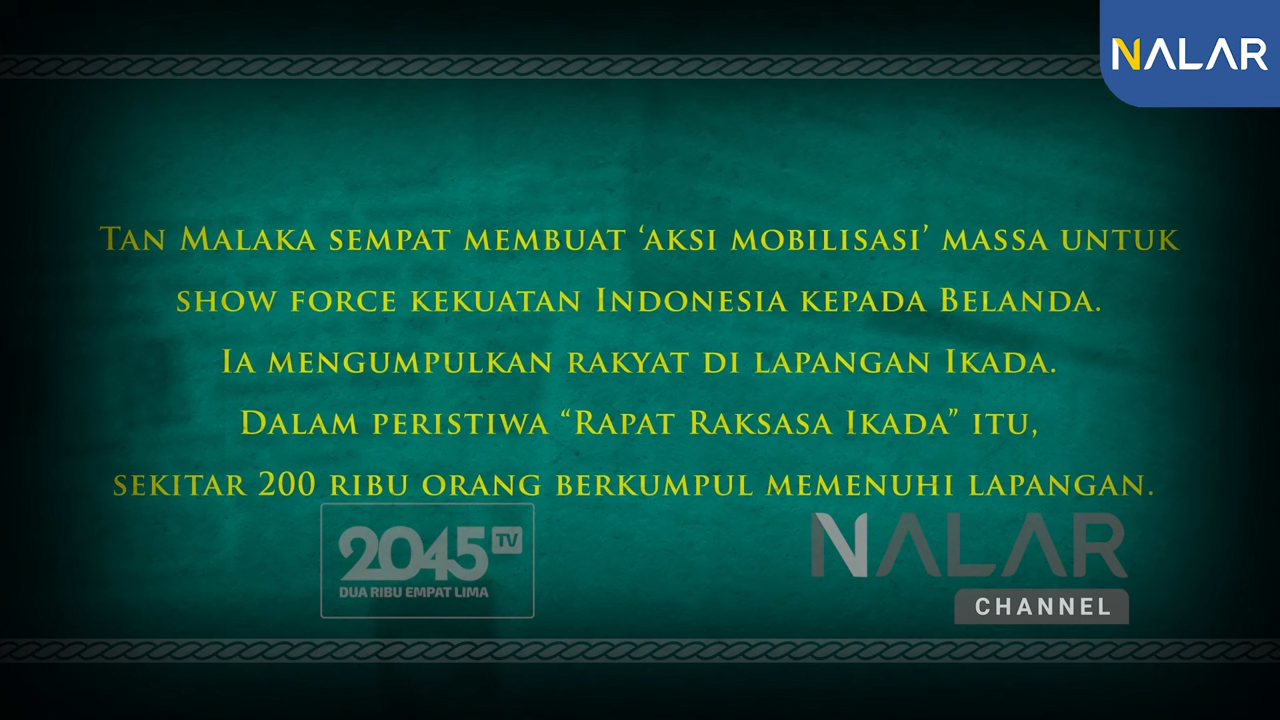 NALAR
Tan Malaka sempat membuat ‘aksi mobilisasi’ massa untuk
show force kekuatan Indonesia kepada Belanda.
Ia mengumpulkan rakyat di lapangan Ikada.
Dalam peristiwa “Rapat Raksasa Ikada” itu,
sekitar 200 ribu orang berkumpul memenuhi lapangan.
2045 TV
DUA RIBU EMPAT LIMA
NALAR
CHANNEL